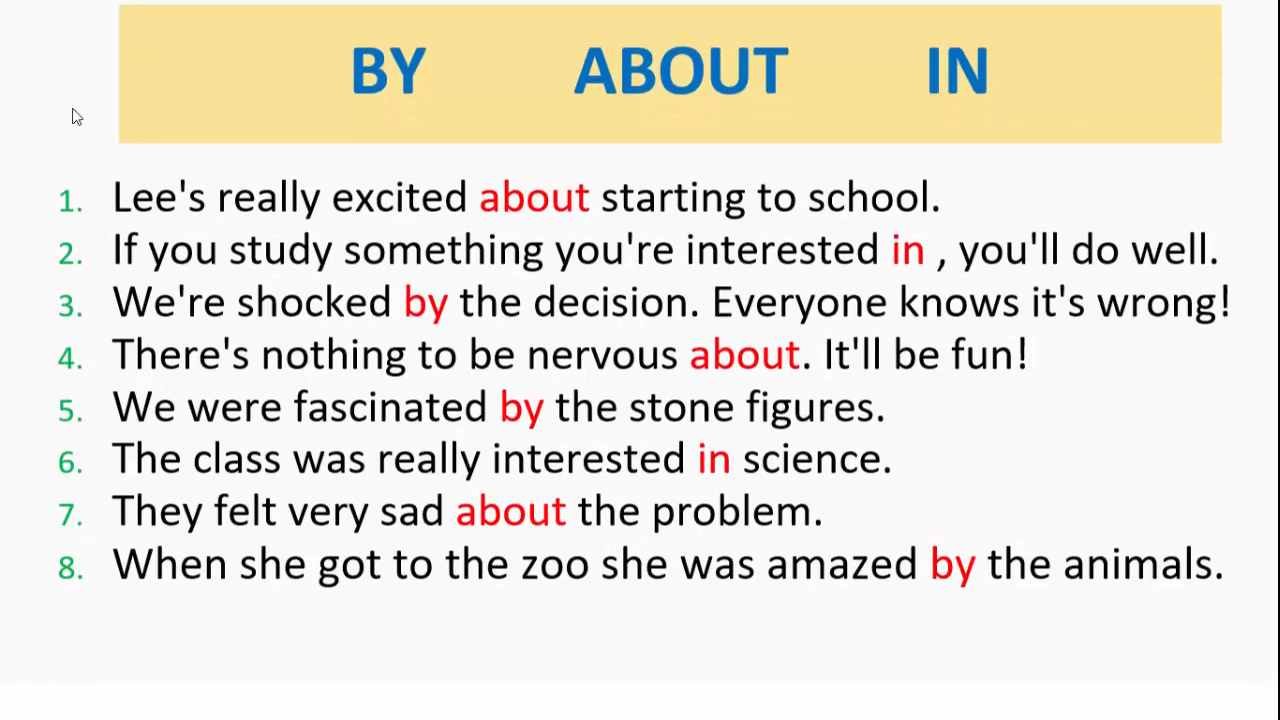 BY ABOUT IN
1. Lee's really excited about starting to school.
2. If you study something you're interested in , you'll do well.
3. We're shocked by the decision. Everyone knows it's wrong!
4. There's nothing to be nervous about. It'll be fun!
5. We were fascinated by the stone figures.
6. The class was really interested in science.
7. They felt very sad about the problem.
8. When she got to the zoo she was amazed by the animals.